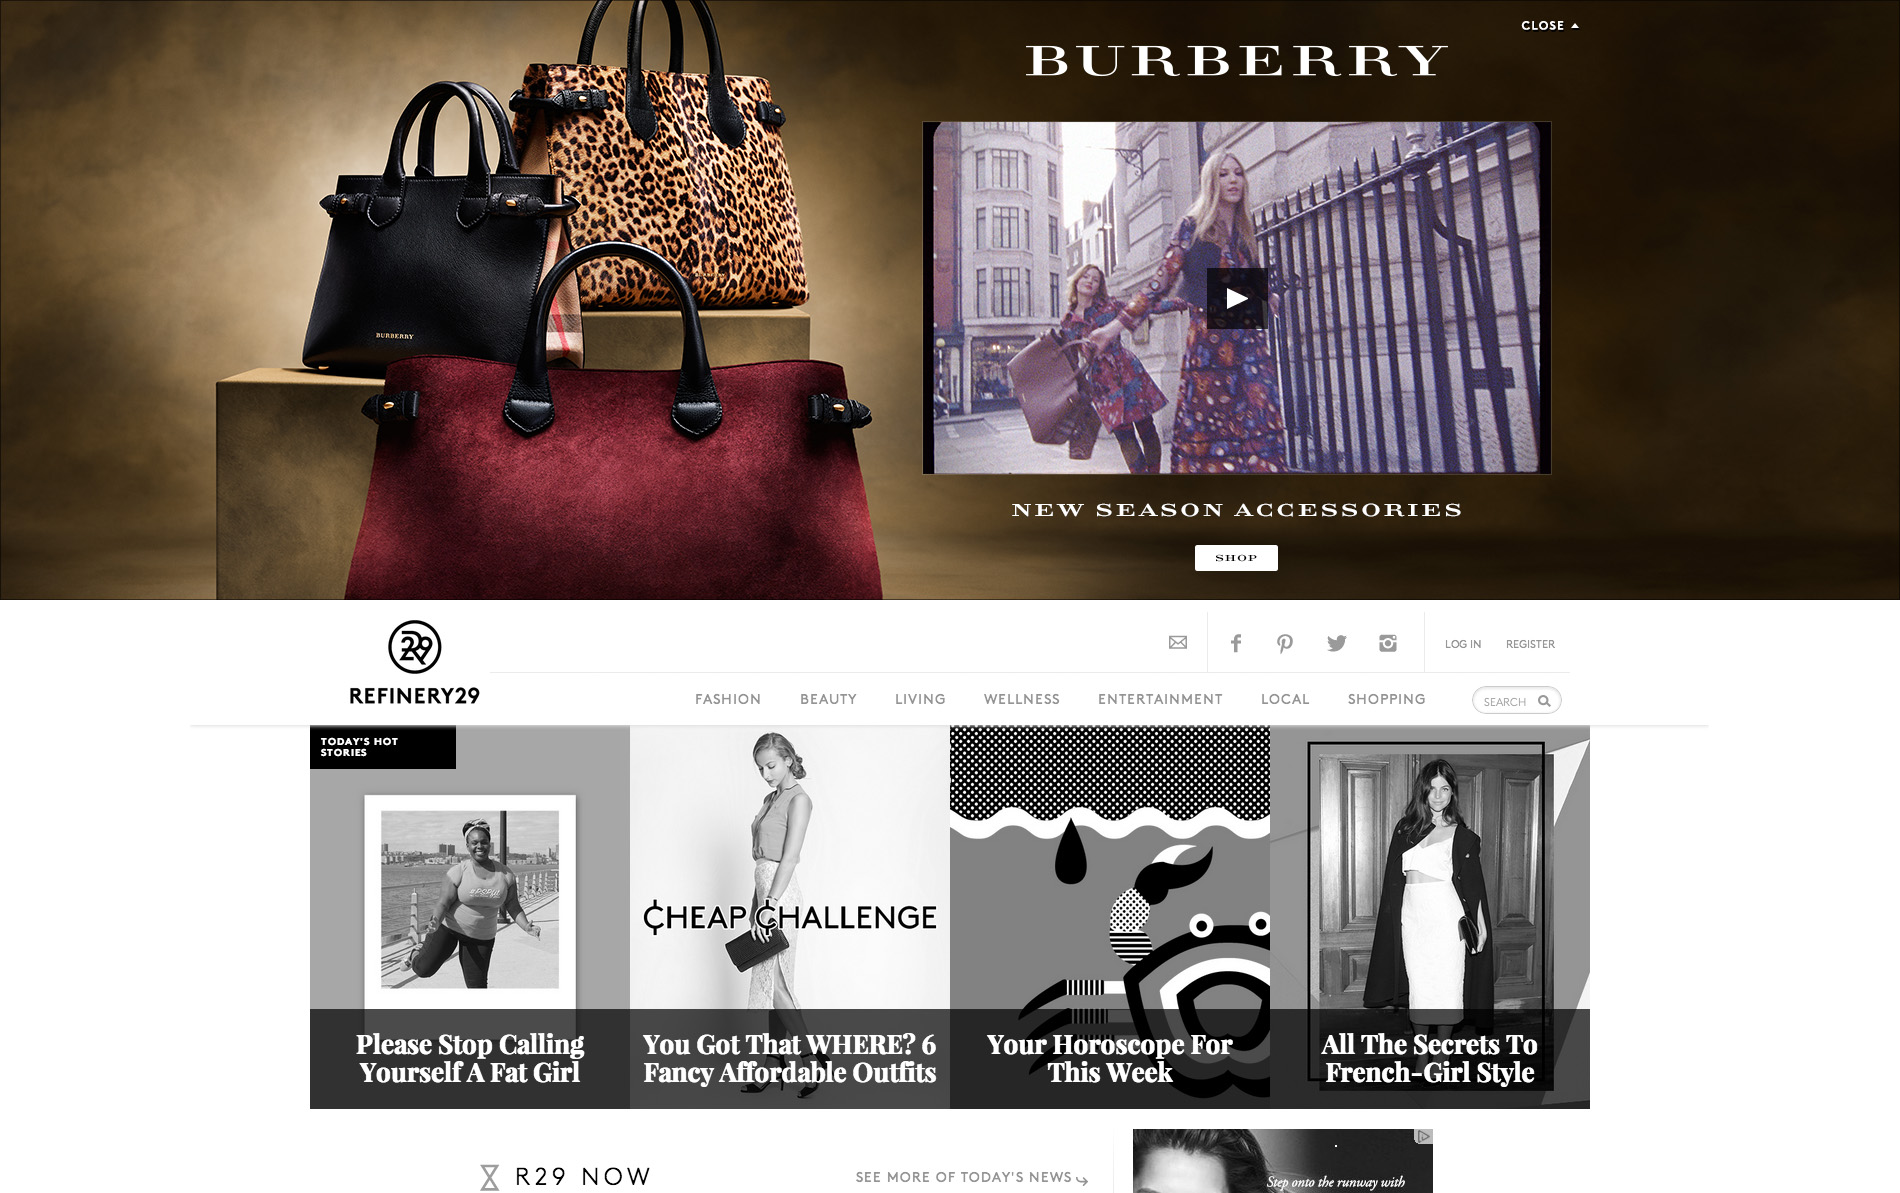 CLOSE
BURBERRY
BURBERRY
NEW SEASON ACCESSORIES
SHOP
R29
REFINERY29
LOG IN
REGISTER
FASHION
BEAUTY
LIVING
WELLNESS
ENTERTAINMENT
LOCAL
SHOPPING
SEARCH
TODAY'S HOT
STORIES
Please Stop Calling
Yourself A Fat Girl
₵HEAP ₵HALLENGE
You Got That WHERE? 6
Fancy Affordable Outfits
Your Horoscope For
This Week
All The Secrets To
French-Girl Style
R29 NOW
SEE MORE OF TODAY'S NEWS
Step onto the runway with